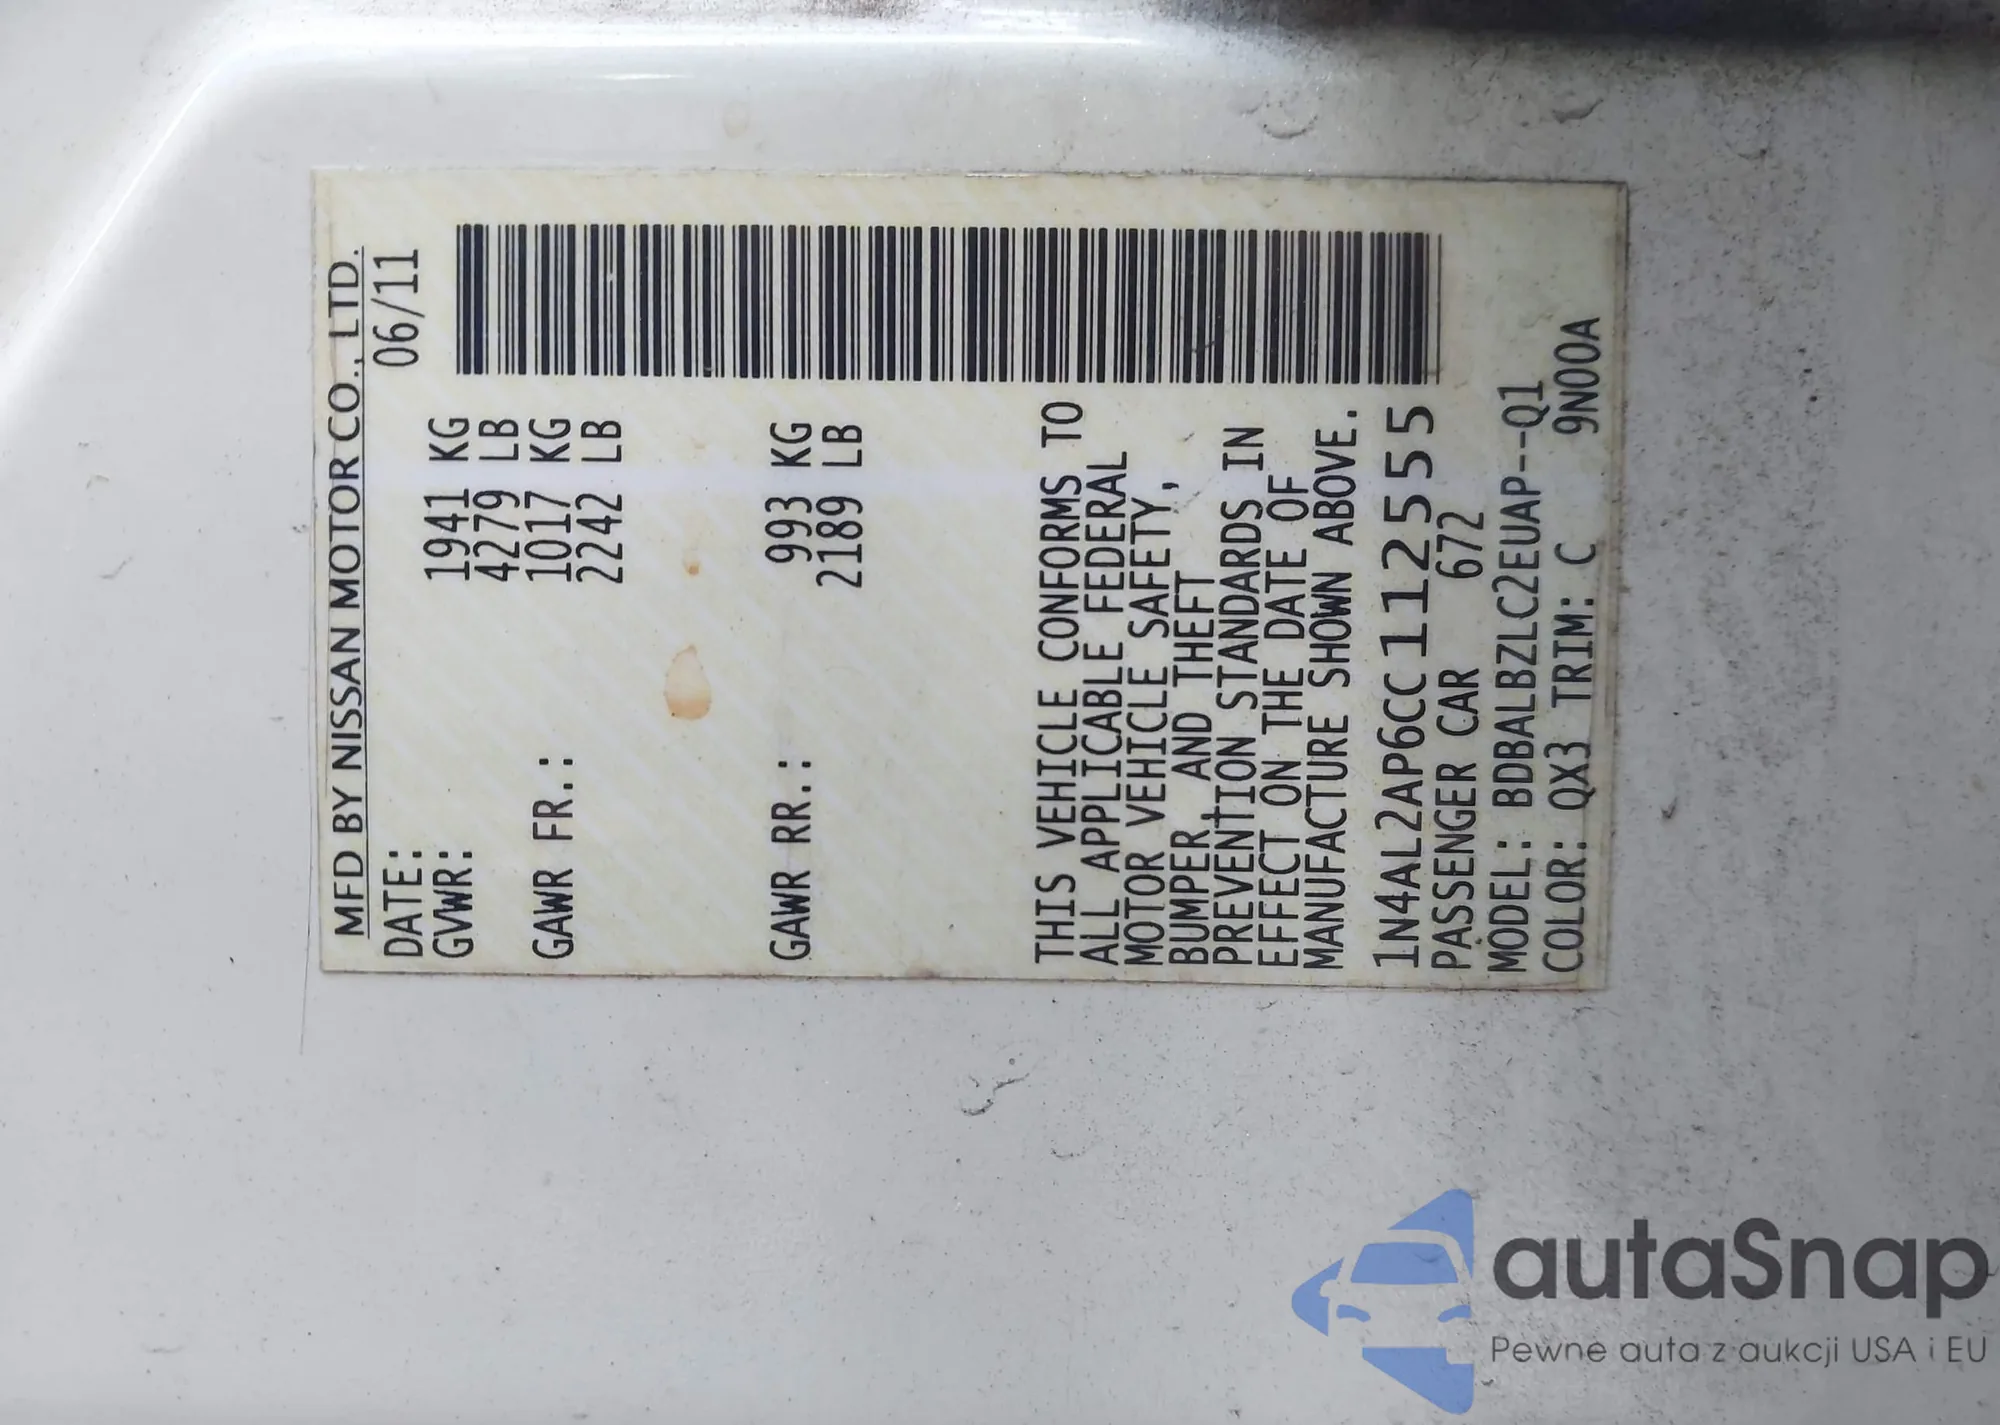 MFD BY NISSAN MOTOR CO., LTD.
DATE: 06/11
GVWR: 1941 KG
4279 LB
GAWR FR.: 1017 KG
2242 LB
GAWR RR.: 993 KG
2189 LB
THIS VEHICLE CONFORMS TO
ALL APPLICABLE FEDERAL
MOTOR VEHICLE SAFETY,
BUMPER, AND THEFT
PREVENTION STANDARDS IN
EFFECT ON THE DATE OF
MANUFACTURE SHOWN ABOVE.
1N4AL2AP6CC112555
PASSENGER CAR 672
MODEL: BDBALBZLC2EUAP--Q1
COLOR: QX3 TRIM: C 9N00A
autaSnap
Pewne auta z aukcji USA i EU